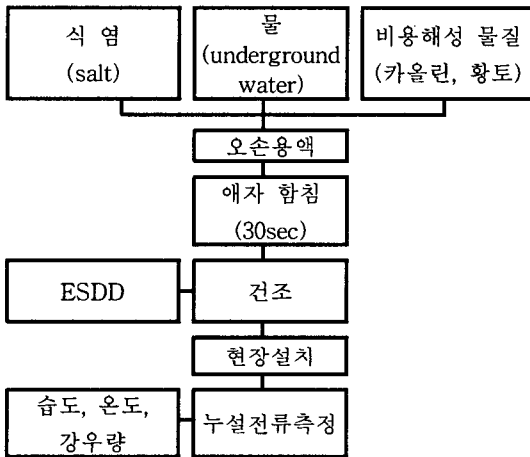 식 염
(salt)
물
(underground
water)
비용해성 물질
(카올린, 황토)
오손용액
애자 함침
(30sec)
ESDD
건조
현장설치
습도, 온도,
강우량
누설전류측정